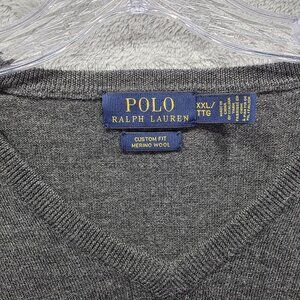 POLO
RALPH LAUREN
XXL/
TTG
CUSTOM FIT
MERINO WOOL